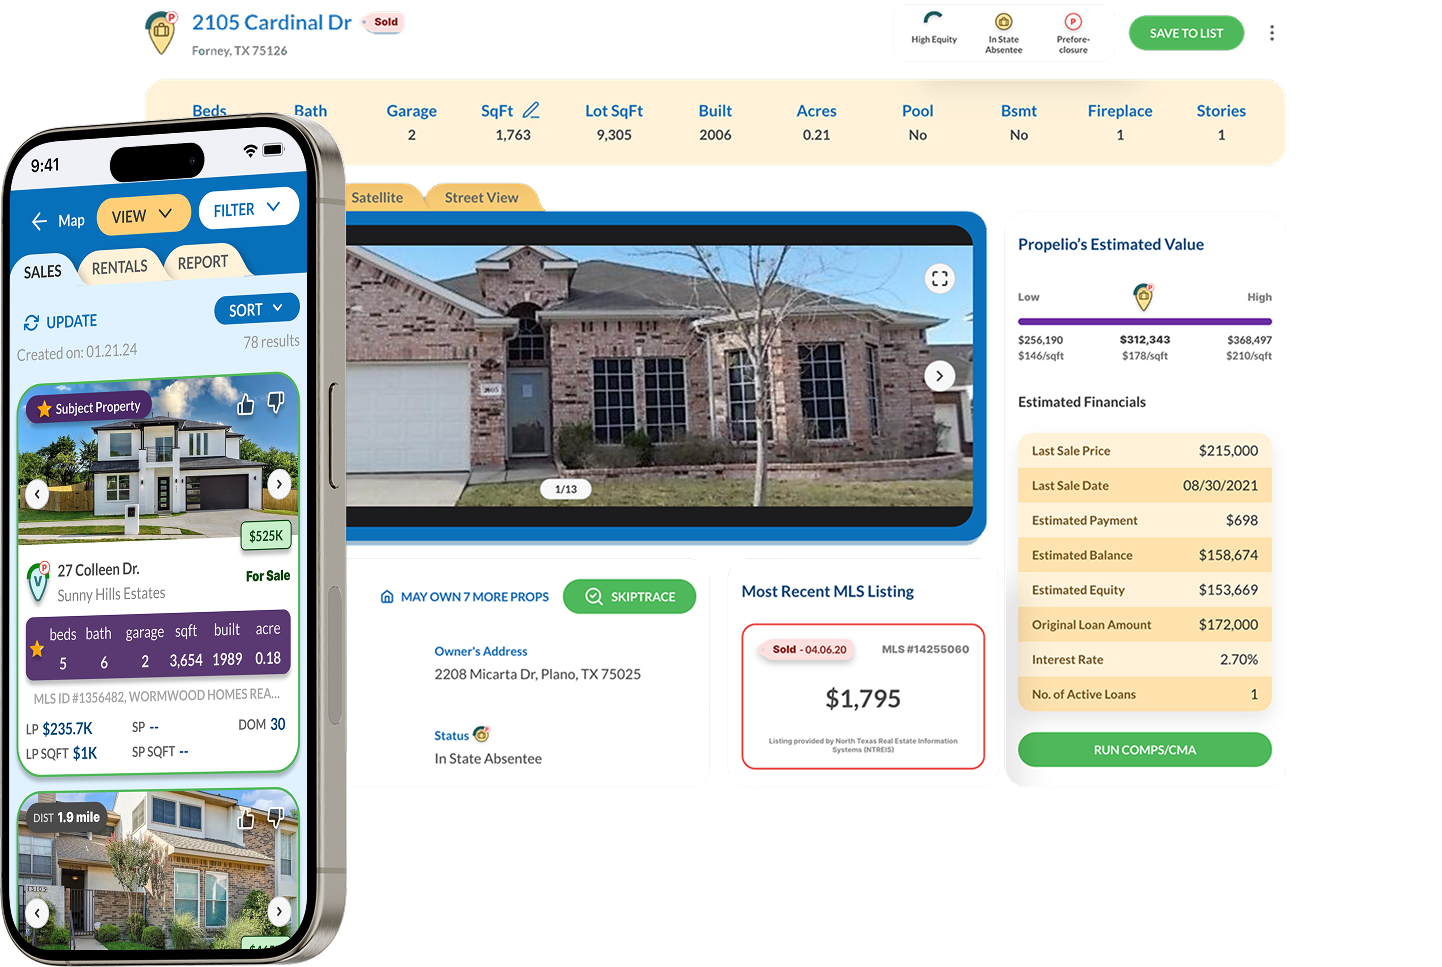 2105 Cardinal Dr
Sold
Forney, TX 75126
High Equity
In State
Absentee
Prefore-
closure
SAVE TO LIST
Beds Bath Garage SqFt Lot SqFt Built Acres Pool Bsmt Fireplace Stories
2 1,763 9,305 2006 0.21 No No 1 1
Satellite
Street View
2105
1/13
Propelio's Estimated Value
Low High
$256,190 $312,343 $368,497
$146/sqft $178/sqft $210/sqft
Estimated Financials
Last Sale Price $215,000
Last Sale Date 08/30/2021
Estimated Payment $698
Estimated Balance $158,674
Estimated Equity $153,669
Original Loan Amount $172,000
Interest Rate 2.70%
No. of Active Loans 1
RUN COMPS/CMA
MAY OWN 7 MORE PROPS
SKIPTRACE
Owner's Address
2208 Micarta Dr, Plano, TX 75025
Status
In State Absentee
Most Recent MLS Listing
Sold - 04.06.20
MLS #14255060
$1,795
Listing provided by North Texas Real Estate Information
Systems (NTREIS)
9:41
Map
VIEW
FILTER
SALES
RENTALS
REPORT
UPDATE
SORT
Created on: 01.21.24
78 results
Subject Property
$525K
27 Colleen Dr.
For Sale
Sunny Hills Estates
beds bath garage sqft built acre
5 6 2 3,654 1989 0.18
MLS ID #1356482, WORMWOOD HOMES REA...
LP $235.7K SP -- DOM 30
LP SQFT $1K SP SQFT --
DIST 1.9 mile